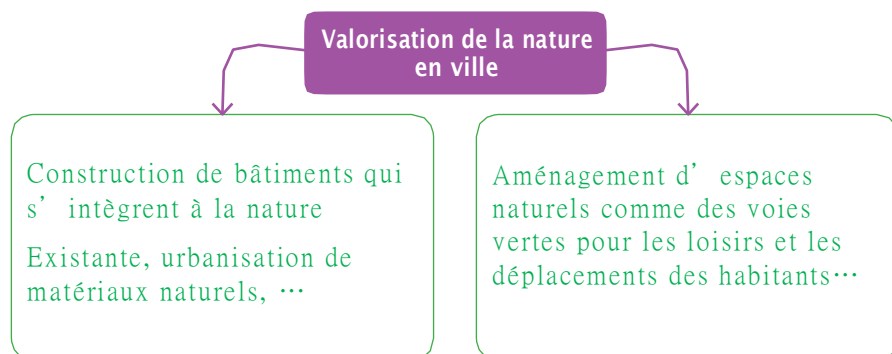 Valorisation de la nature
en ville
Construction de bâtiments qui
s’intègrent à la nature
Existante, urbanisation de
matériaux naturels, …
Aménagement d’espaces
naturels comme des voies
vertes pour les loisirs et les
déplacements des habitants…